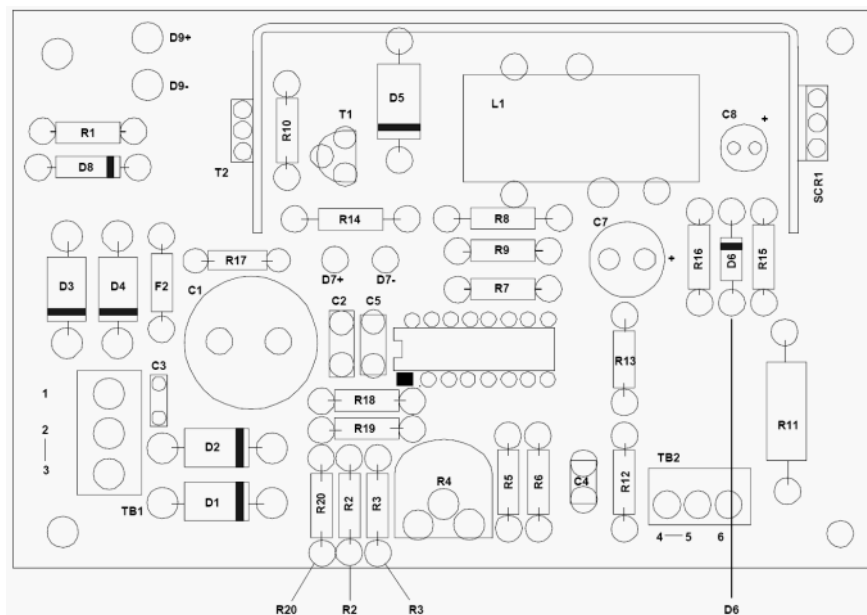 D9+
D9-
R1
D8
T2
R10
T1
D5
L1
C8
+
SCR1
R14
R8
R9
R7
C7
+
R16
D6
R15
D3
D4
F2
R17
C1
D7+
D7-
C2
C5
R13
R11
C3
1
2
3
TB1
D2
D1
R18
R19
R20
R2
R3
R4
R5
R6
C4
R12
TB2
4
5
6
R20
R2
R3
D6